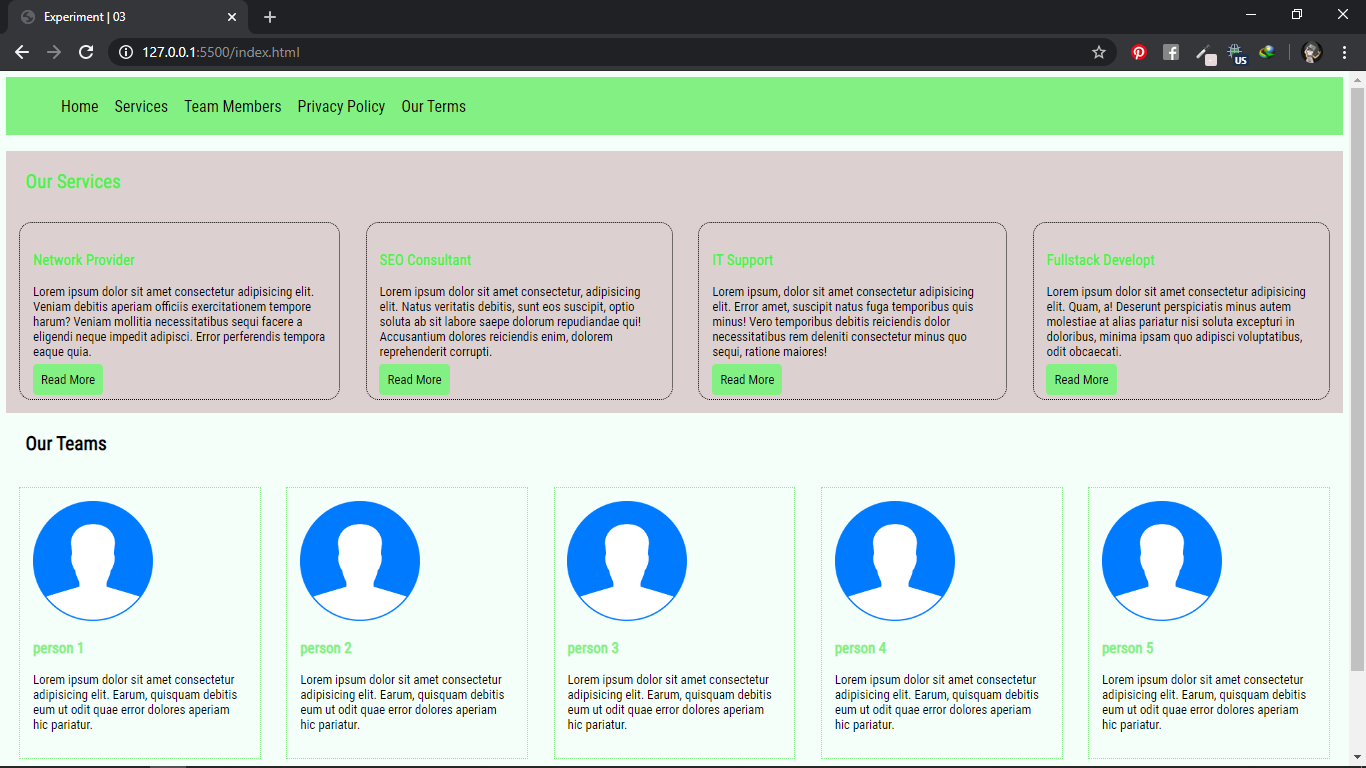 Experiment | 03
127.0.0.1:5500/index.html
US
Home Services Team Members Privacy Policy Our Terms
Our Services
Network Provider
Lorem ipsum dolor sit amet consectetur adipisicing elit.
Veniam debitis aperiam officiis exercitationem tempore
harum? Veniam mollitia necessitatibus sequi facere a
eligendi neque impedit adipisci. Error perferendis tempora
eaque quia.
Read More
SEO Consultant
Lorem ipsum dolor sit amet consectetur, adipisicing
elit. Natus veritatis debitis, sunt eos suscipit, optio
soluta ab sit labore saepe dolorum repudiandae qui!
Accusantium dolores reiciendis enim, dolorem
reprehenderit corrupti.
Read More
IT Support
Lorem ipsum, dolor sit amet consectetur adipisicing
elit. Error amet, suscipit natus fuga temporibus quis
minus! Vero temporibus debitis reiciendis dolor
necessitatibus rem deleniti consectetur minus quo
sequi, ratione maiores!
Read More
Fullstack Developt
Lorem ipsum dolor sit amet consectetur adipisicing
elit. Quam, a! Deserunt perspiciatis minus autem
molestiae at alias pariatur nisi soluta excepturi in
doloribus, minima ipsam quo adipisci voluptatibus,
odit obcaecati.
Read More
Our Teams
person 1
Lorem ipsum dolor sit amet consectetur
adipisicing elit. Earum, quisquam debitis
eum ut odit quae error dolores aperiam
hic pariatur.
person 2
Lorem ipsum dolor sit amet consectetur
adipisicing elit. Earum, quisquam debitis
eum ut odit quae error dolores aperiam
hic pariatur.
person 3
Lorem ipsum dolor sit amet consectetur
adipisicing elit. Earum, quisquam debitis
eum ut odit quae error dolores aperiam
hic pariatur.
person 4
Lorem ipsum dolor sit amet consectetur
adipisicing elit. Earum, quisquam debitis
eum ut odit quae error dolores aperiam
hic pariatur.
person 5
Lorem ipsum dolor sit amet consectetur
adipisicing elit. Earum, quisquam debitis
eum ut odit quae error dolores aperiam
hic pariatur.